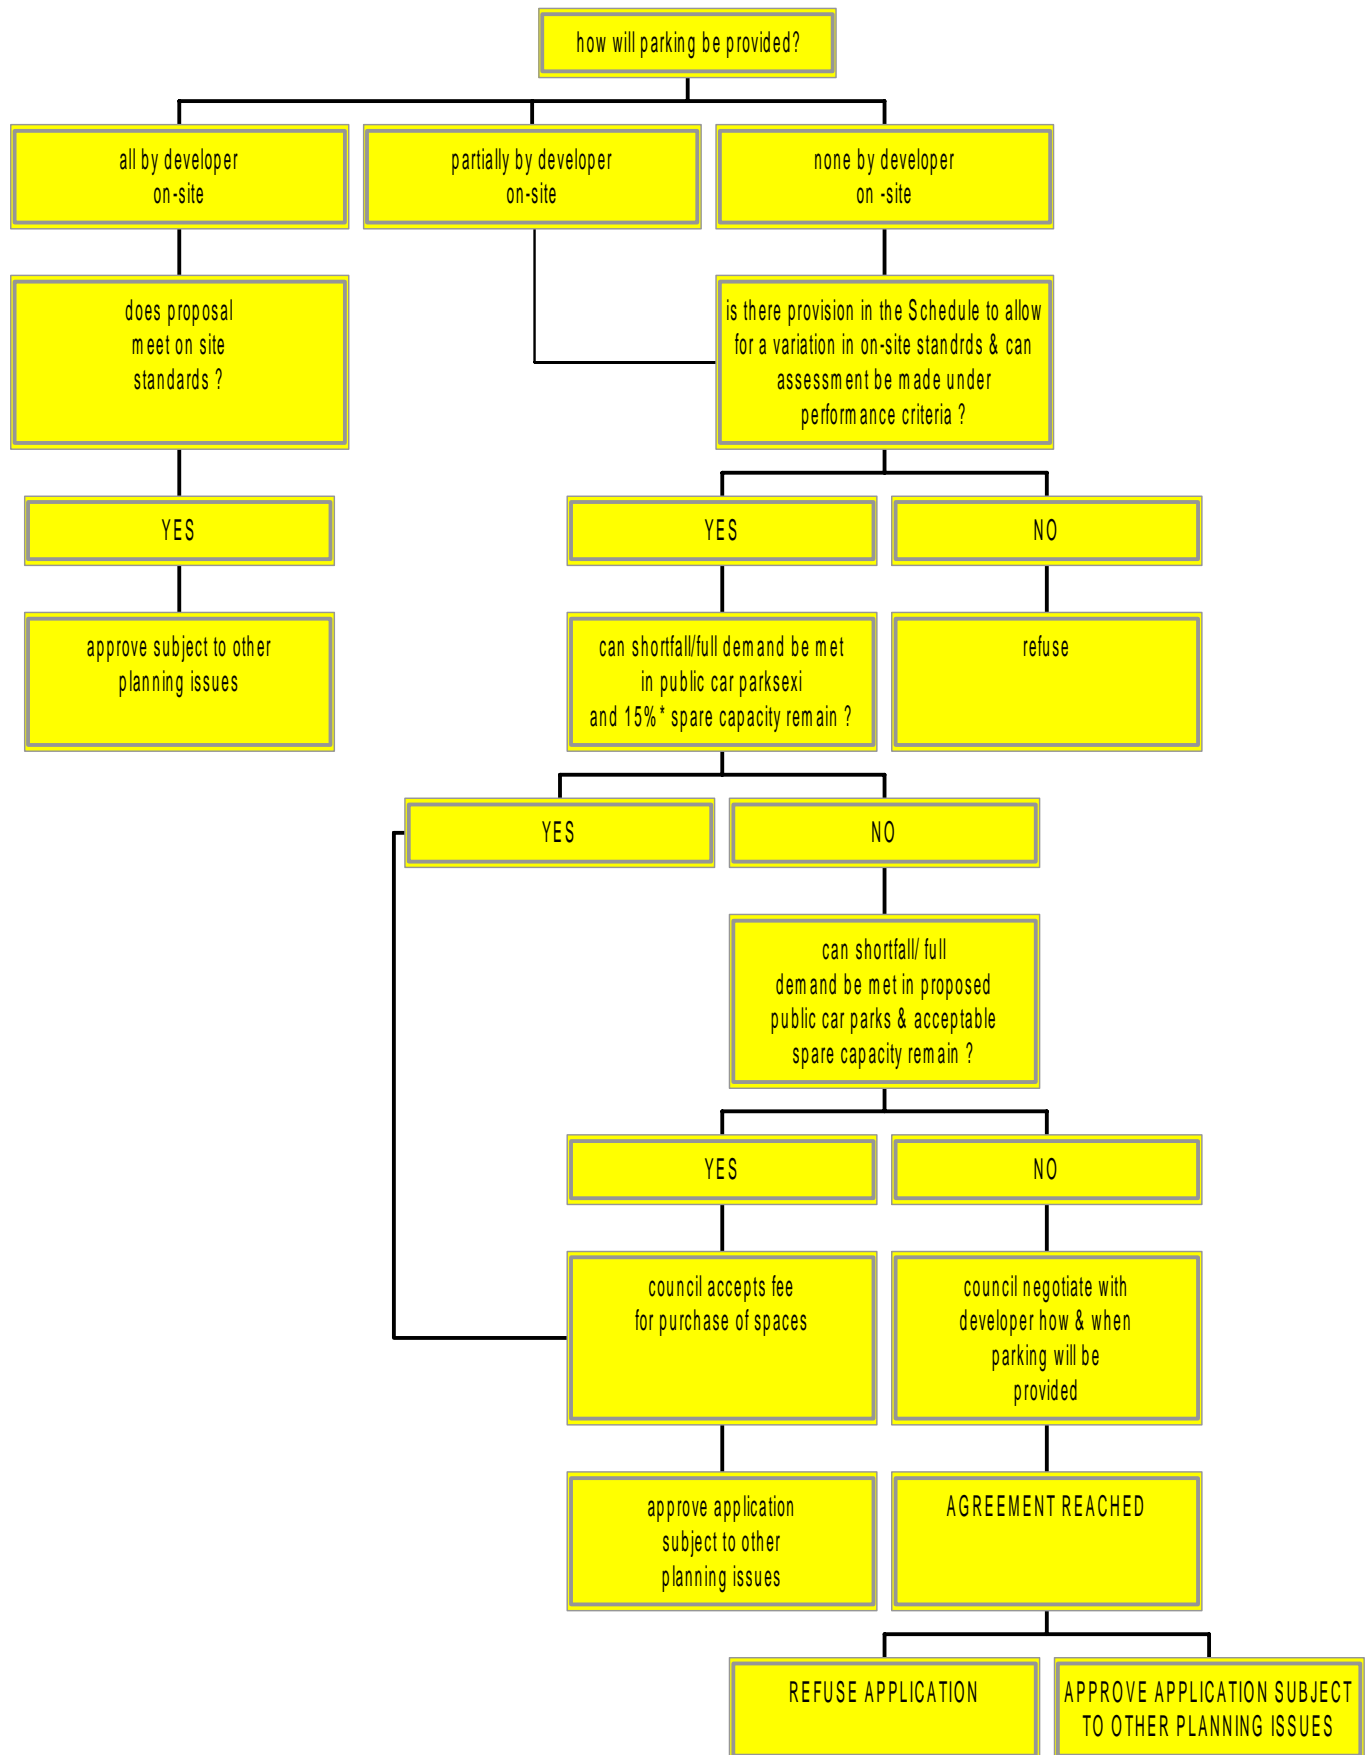 how will parking be provided?
all by developer
on-site
partially by developer
on-site
none by developer
on -site
does proposal
meet on site
standards ?
is there provision in the Schedule to allow
for a variation in on-site standrds & can
assessment be made under
performance criteria ?
YES
YES
NO
approve subject to other
planning issues
can shortfall/full demand be met
in public car parksexi
and 15%* spare capacity remain ?
refuse
YES
NO
can shortfall/ full
demand be met in proposed
public car parks & acceptable
spare capacity remain ?
YES
NO
council accepts fee
for purchase of spaces
council negotiate with
developer how & when
parking will be
provided
approve application
subject to other
planning issues
AGREEMENT REACHED
REFUSE APPLICATION
APPROVE APPLICATION SUBJECT
TO OTHER PLANNING ISSUES